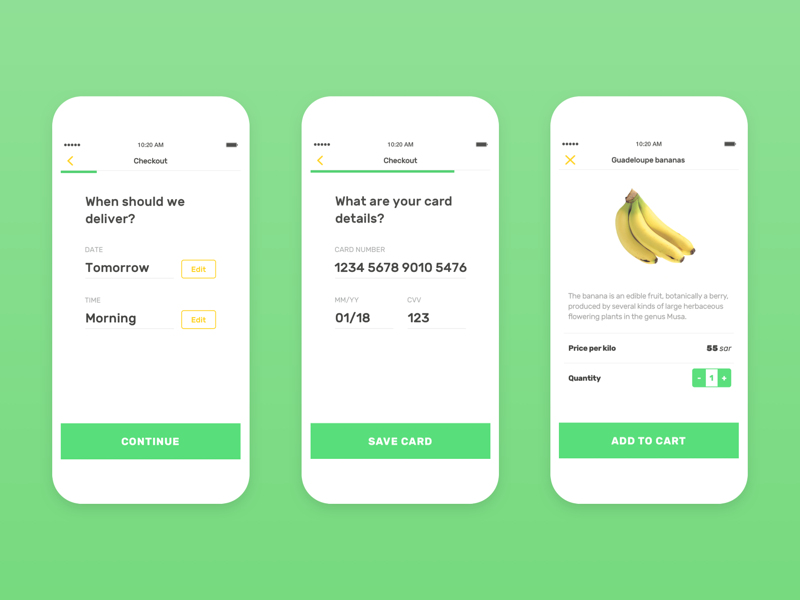 10:20 AM
Checkout
When should we
deliver?
DATE
Tomorrow
Edit
TIME
Morning
Edit
CONTINUE
10:20 AM
Checkout
What are your card
details?
CARD NUMBER
1234 5678 9010 5476
MM/YY
CVV
01/18
123
SAVE CARD
10:20 AM
Guadeloupe bananas
The banana is an edible fruit, botanically a berry,
produced by several kinds of large herbaceous
flowering plants in the genus Musa.
Price per kilo
55 sar
Quantity
- 1 +
ADD TO CART